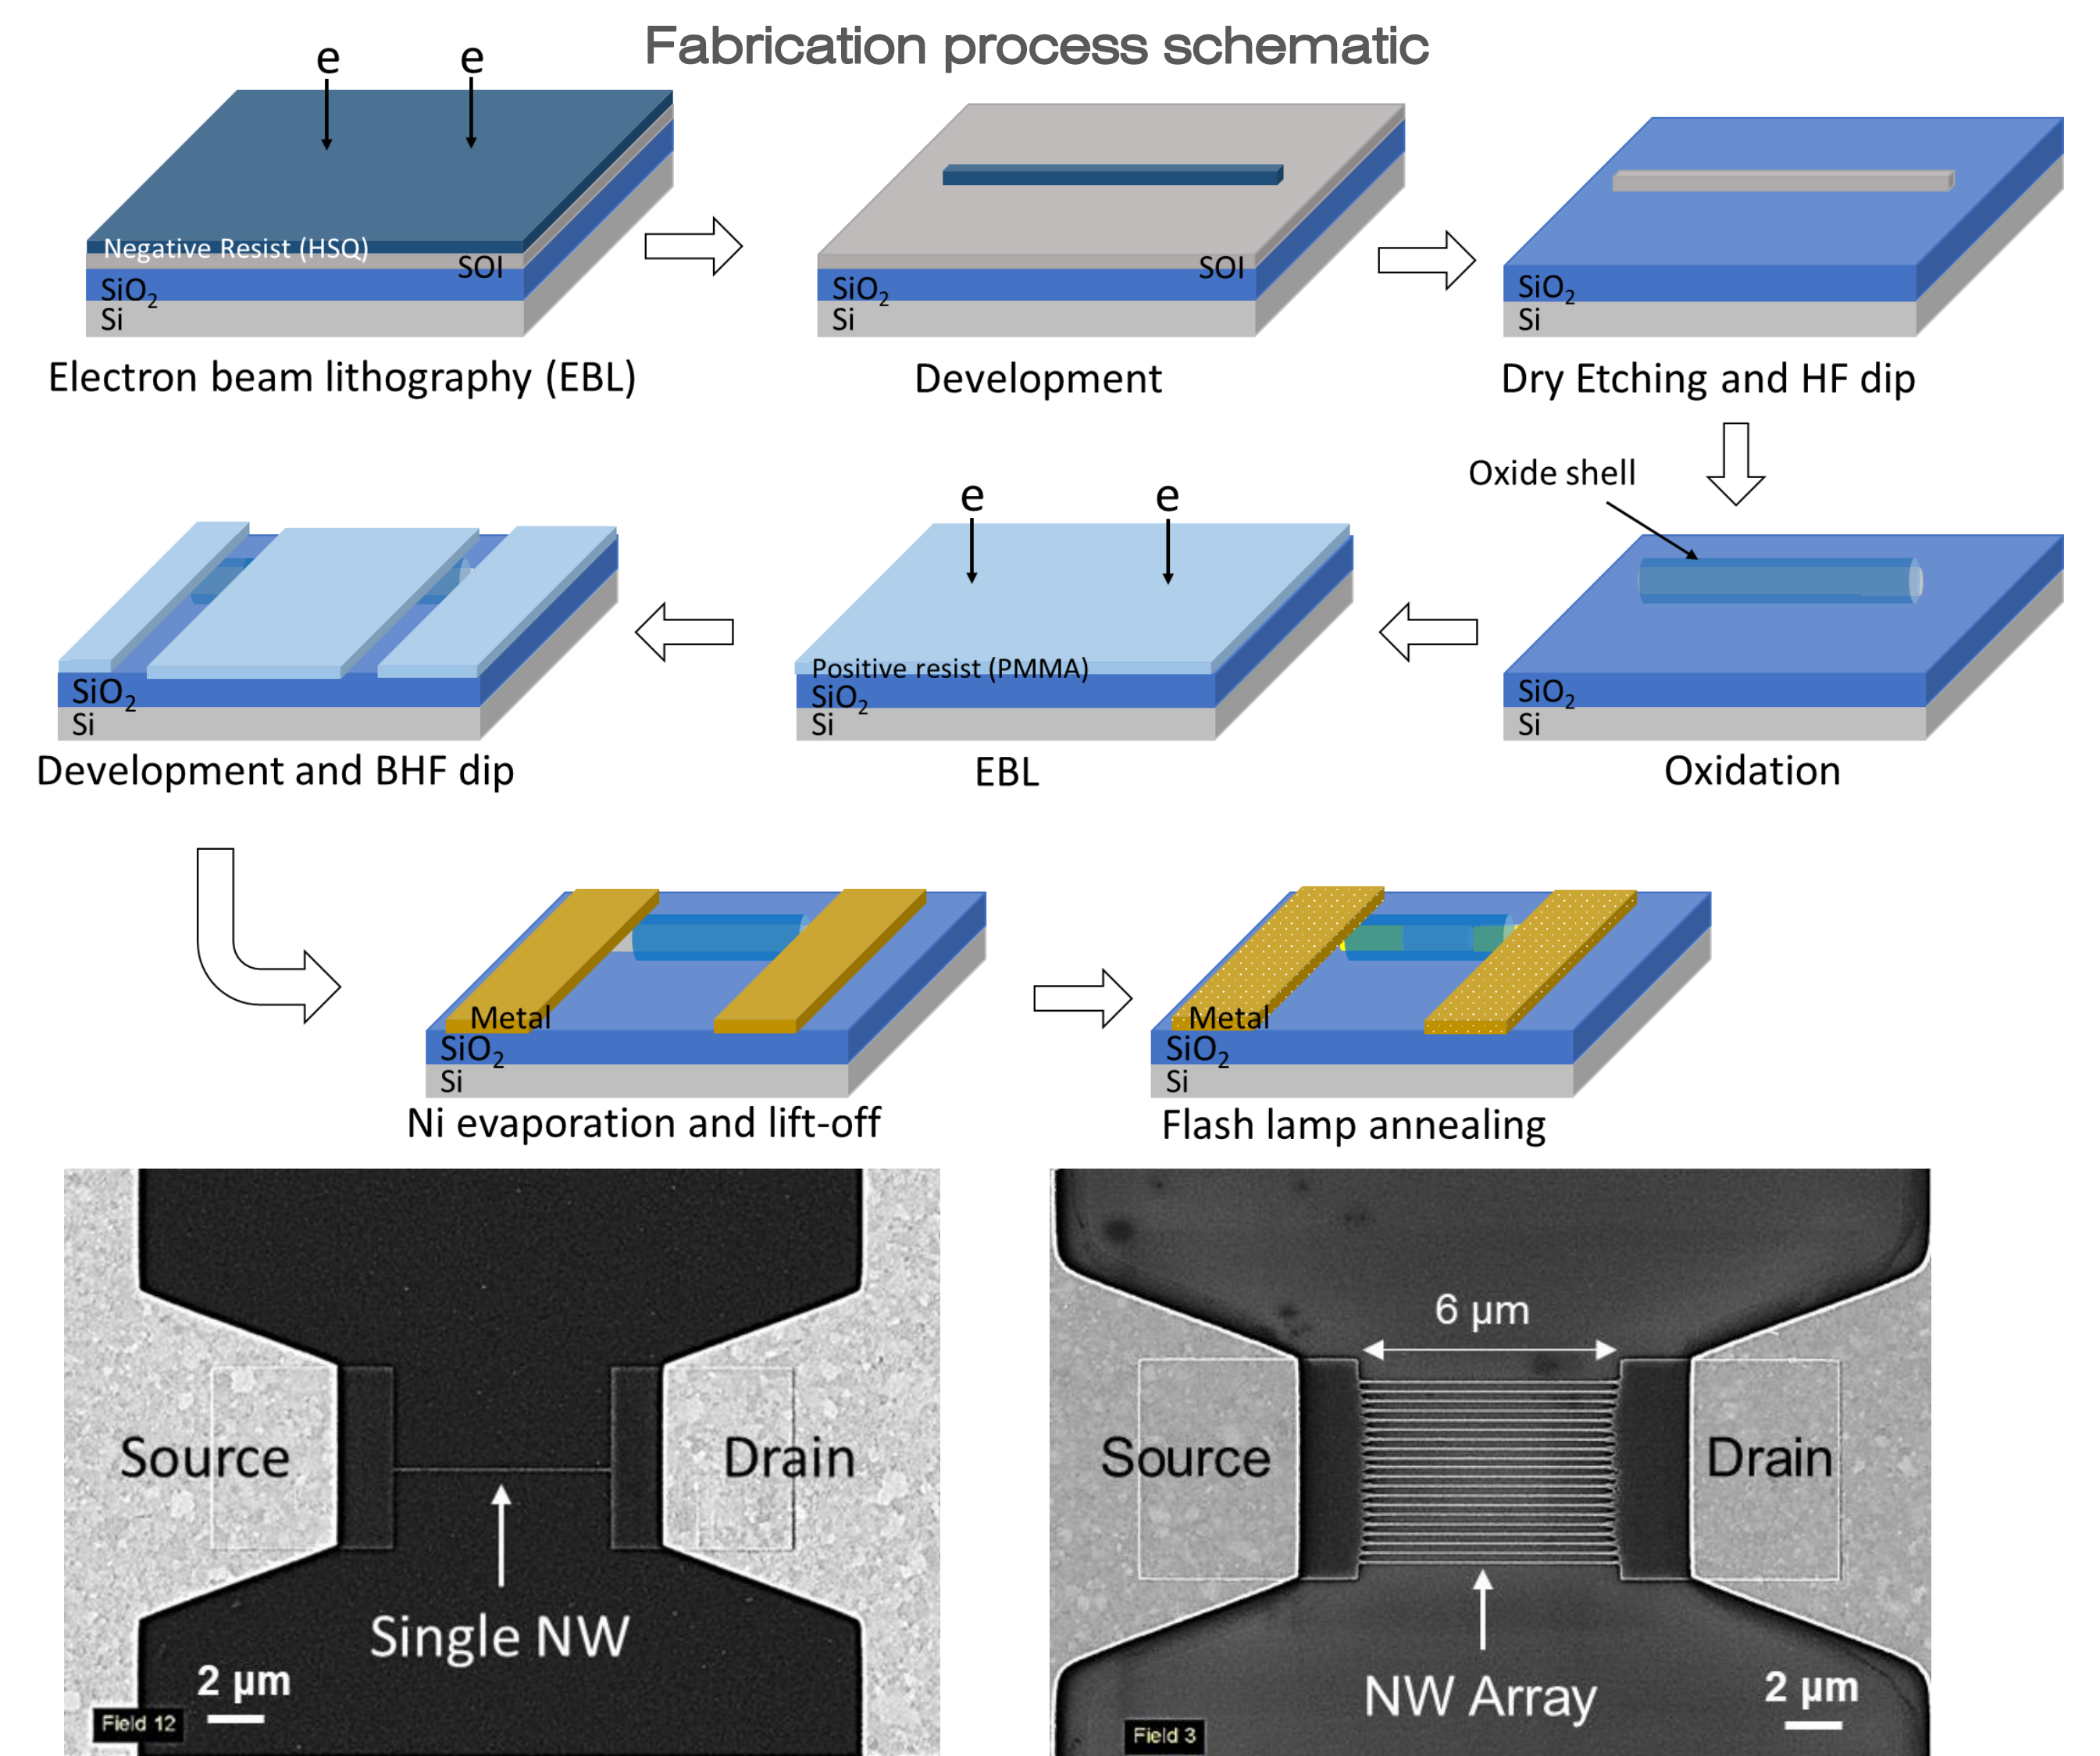 Fabrication process schematic
e e
Negative Resist (HSQ)
SOI
SiO₂
Si
Electron beam lithography (EBL)
SOI
SiO₂
Si
Development
SiO₂
Si
Dry Etching and HF dip
Oxide shell
SiO₂
Si
Oxidation
e e
Positive resist (PMMA)
SiO₂
Si
EBL
SiO₂
Si
Development and BHF dip
Metal
SiO₂
Si
Ni evaporation and lift-off
Metal
SiO₂
Si
Flash lamp annealing
Source
Drain
Single NW
2 µm
Field 12
6 µm
Source
Drain
NW Array
2 µm
Field 3